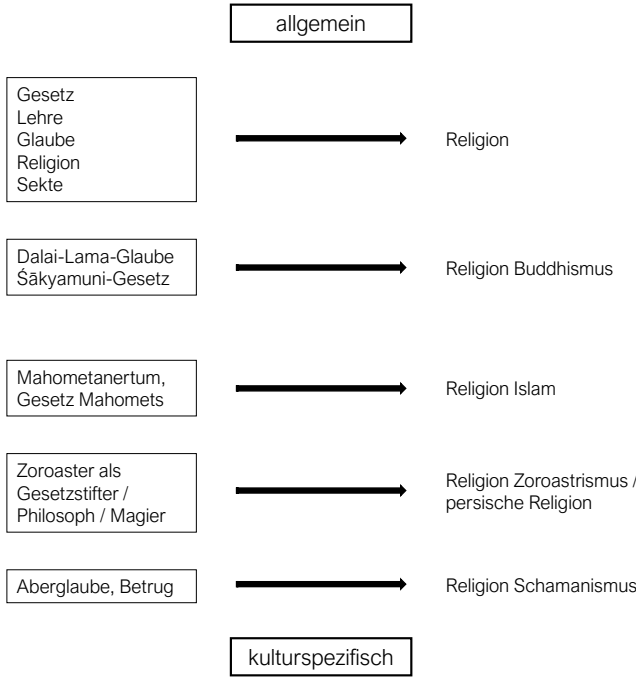 allgemein
Gesetz
Lehre
Glaube
Religion
Sekte
Religion
Dalai-Lama-Glaube
Śākyamuni-Gesetz
Religion Buddhismus
Mahometanertum,
Gesetz Mahomets
Religion Islam
Zoroaster als
Gesetzstifter /
Philosoph / Magier
Religion Zoroastrismus /
persische Religion
Aberglaube, Betrug
Religion Schamanismus
kulturspezifisch